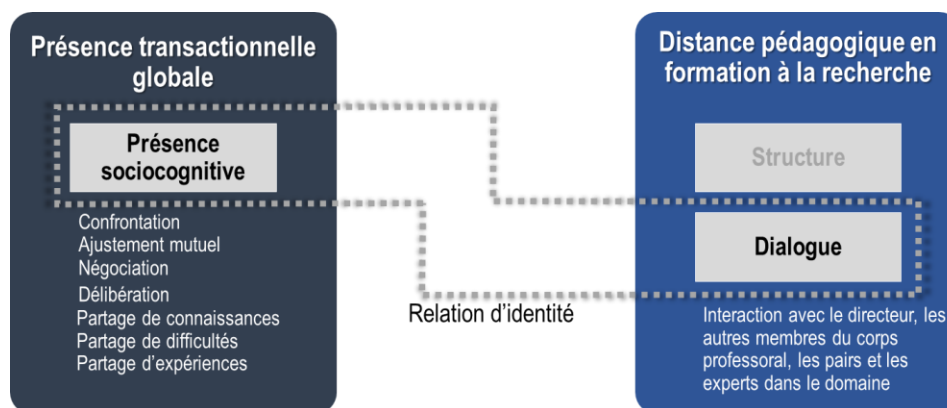 Présence transactionnelle
globale
Présence
sociocognitive
Confrontation
Ajustement mutuel
Négociation
Délibération
Partage de connaissances
Partage de difficultés
Partage d'expériences
Relation d'identité
Distance pédagogique en
formation à la recherche
Structure
Dialogue
Interaction avec le directeur, les
autres membres du corps
professoral, les pairs et les
experts dans le domaine